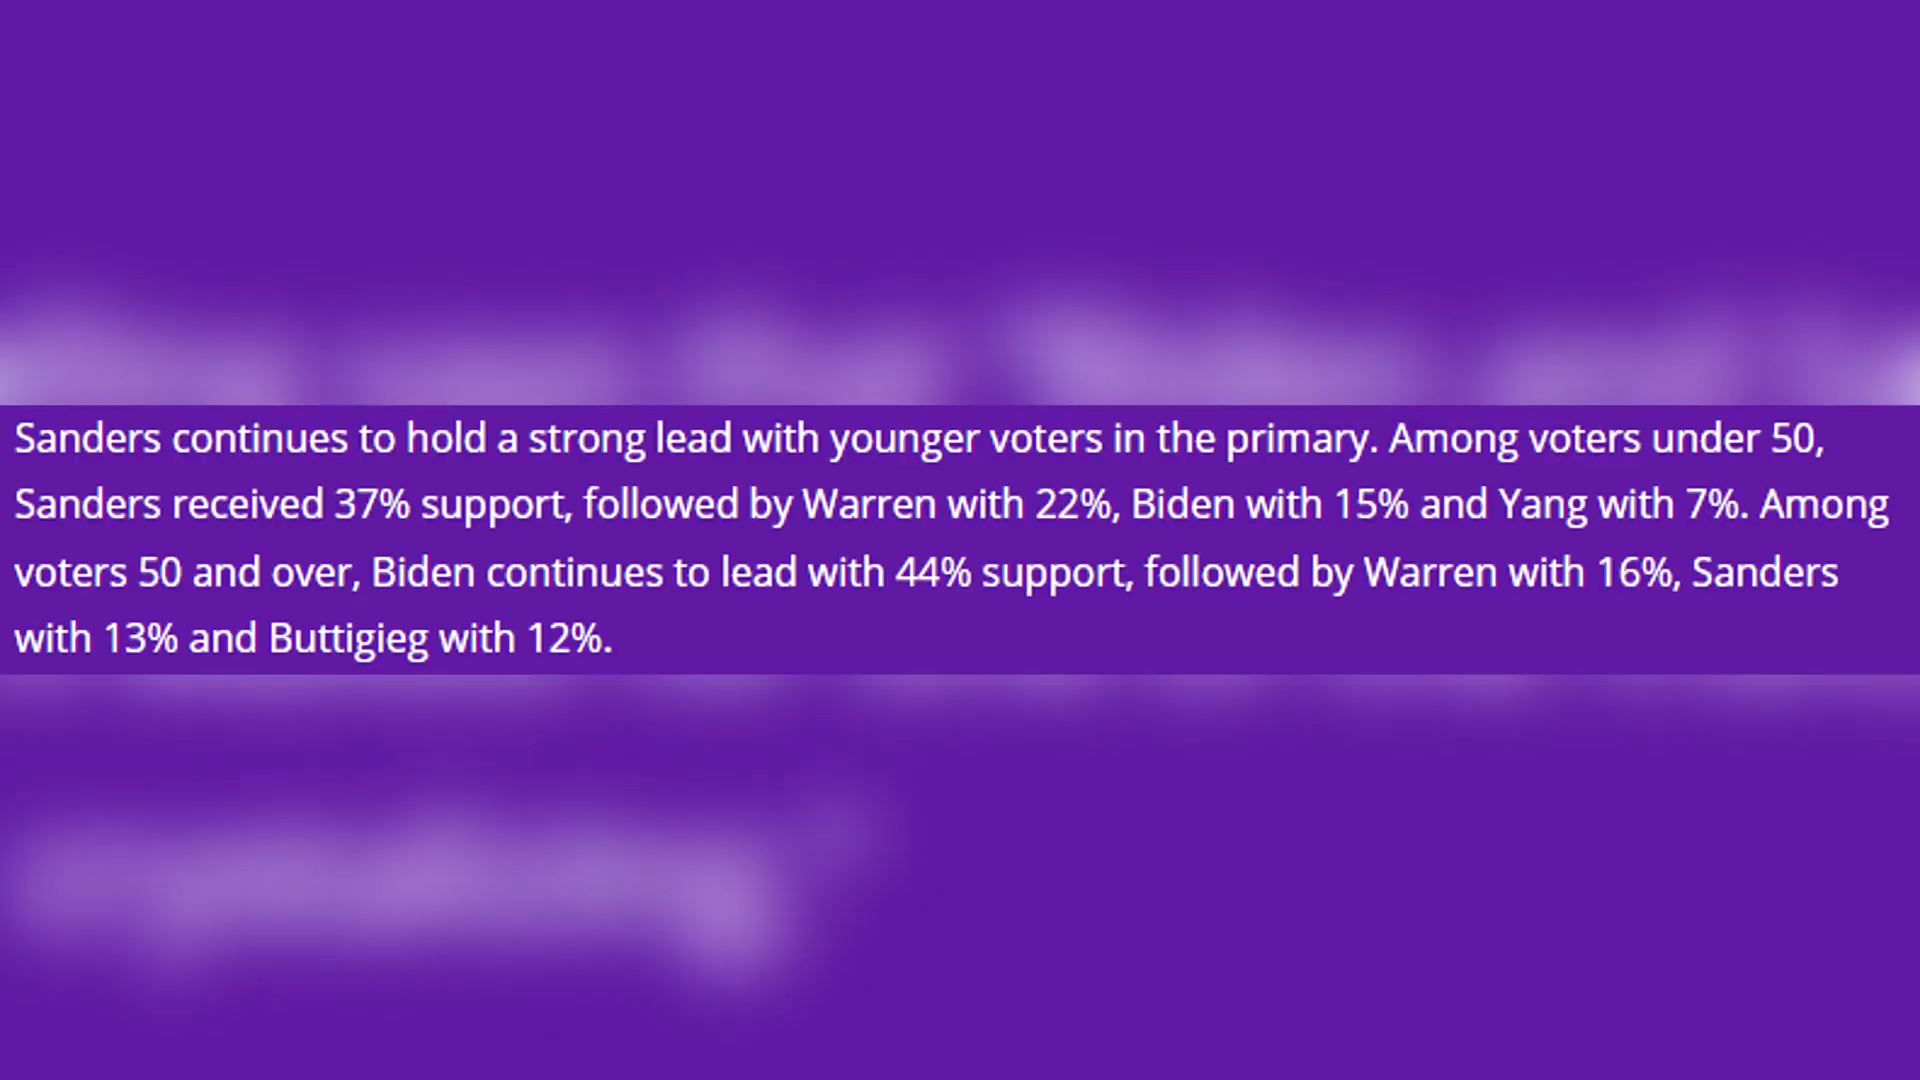 Sanders continues to hold a strong lead with younger voters in the primary. Among voters under 50,
Sanders received 37% support, followed by Warren with 22%, Biden with 15% and Yang with 7%. Among
voters 50 and over, Biden continues to lead with 44% support, followed by Warren with 16%, Sanders
with 13% and Buttigieg with 12%.